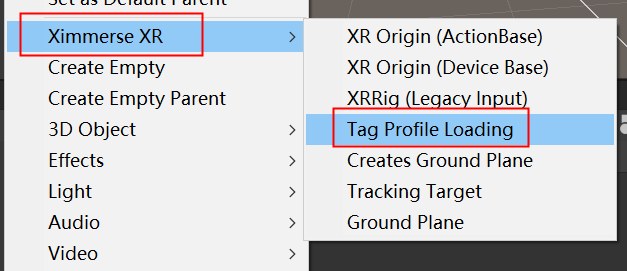 Set as Default Parent
Ximmerse XR
Create Empty
Create Empty Parent
3D Object
Effects
Light
Audio
Video
XR Origin (ActionBase)
XR Origin (Device Base)
XRRig (Legacy Input)
Tag Profile Loading
Creates Ground Plane
Tracking Target
Ground Plane